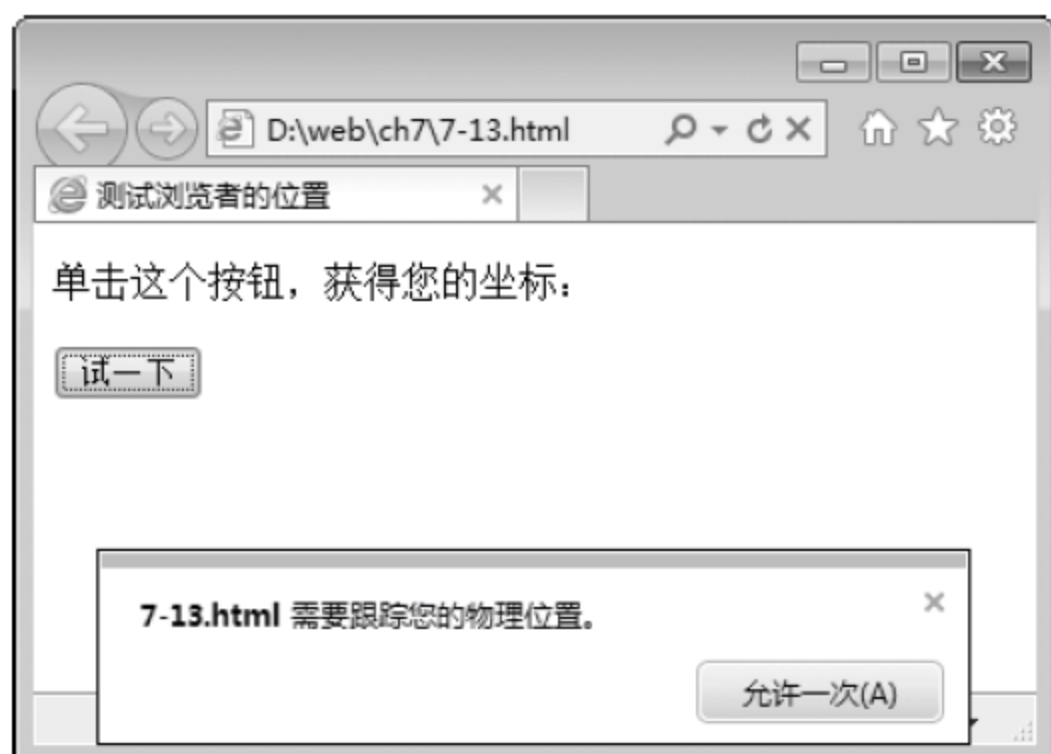 D:\web\ch7\7-13.html
测试浏览者的位置
单击这个按钮，获得您的坐标：
试一下
7-13.html 需要跟踪您的物理位置。
允许一次(A)